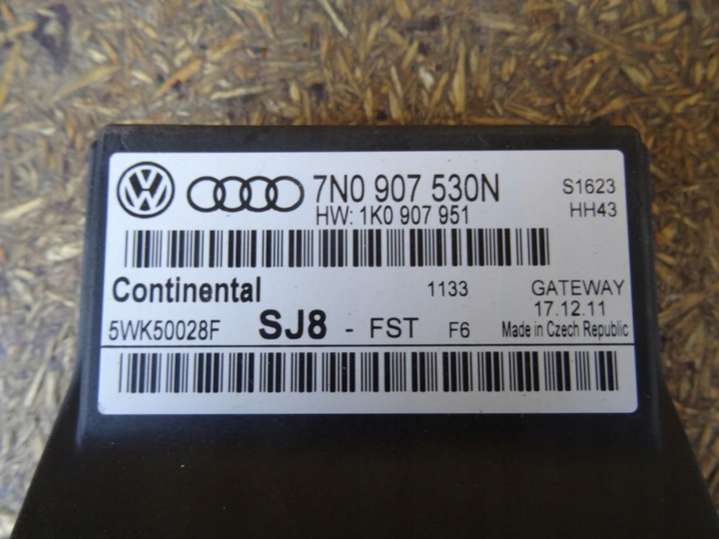 7N0 907 530N S1623
HW: 1K0 907 951 HH43
Continental 1133 GATEWAY
17.12.11
5WK50028F SJ8 - FST F6 Made in Czech Republic